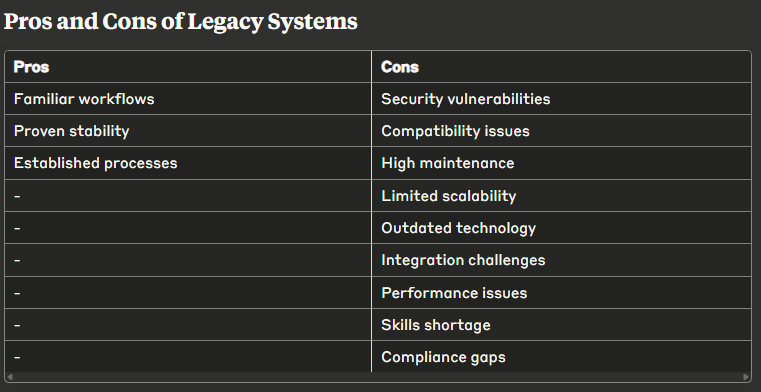 Pros and Cons of Legacy Systems
Pros Cons
Familiar workflows Security vulnerabilities
Proven stability Compatibility issues
Established processes High maintenance
- Limited scalability
- Outdated technology
- Integration challenges
- Performance issues
- Skills shortage
- Compliance gaps